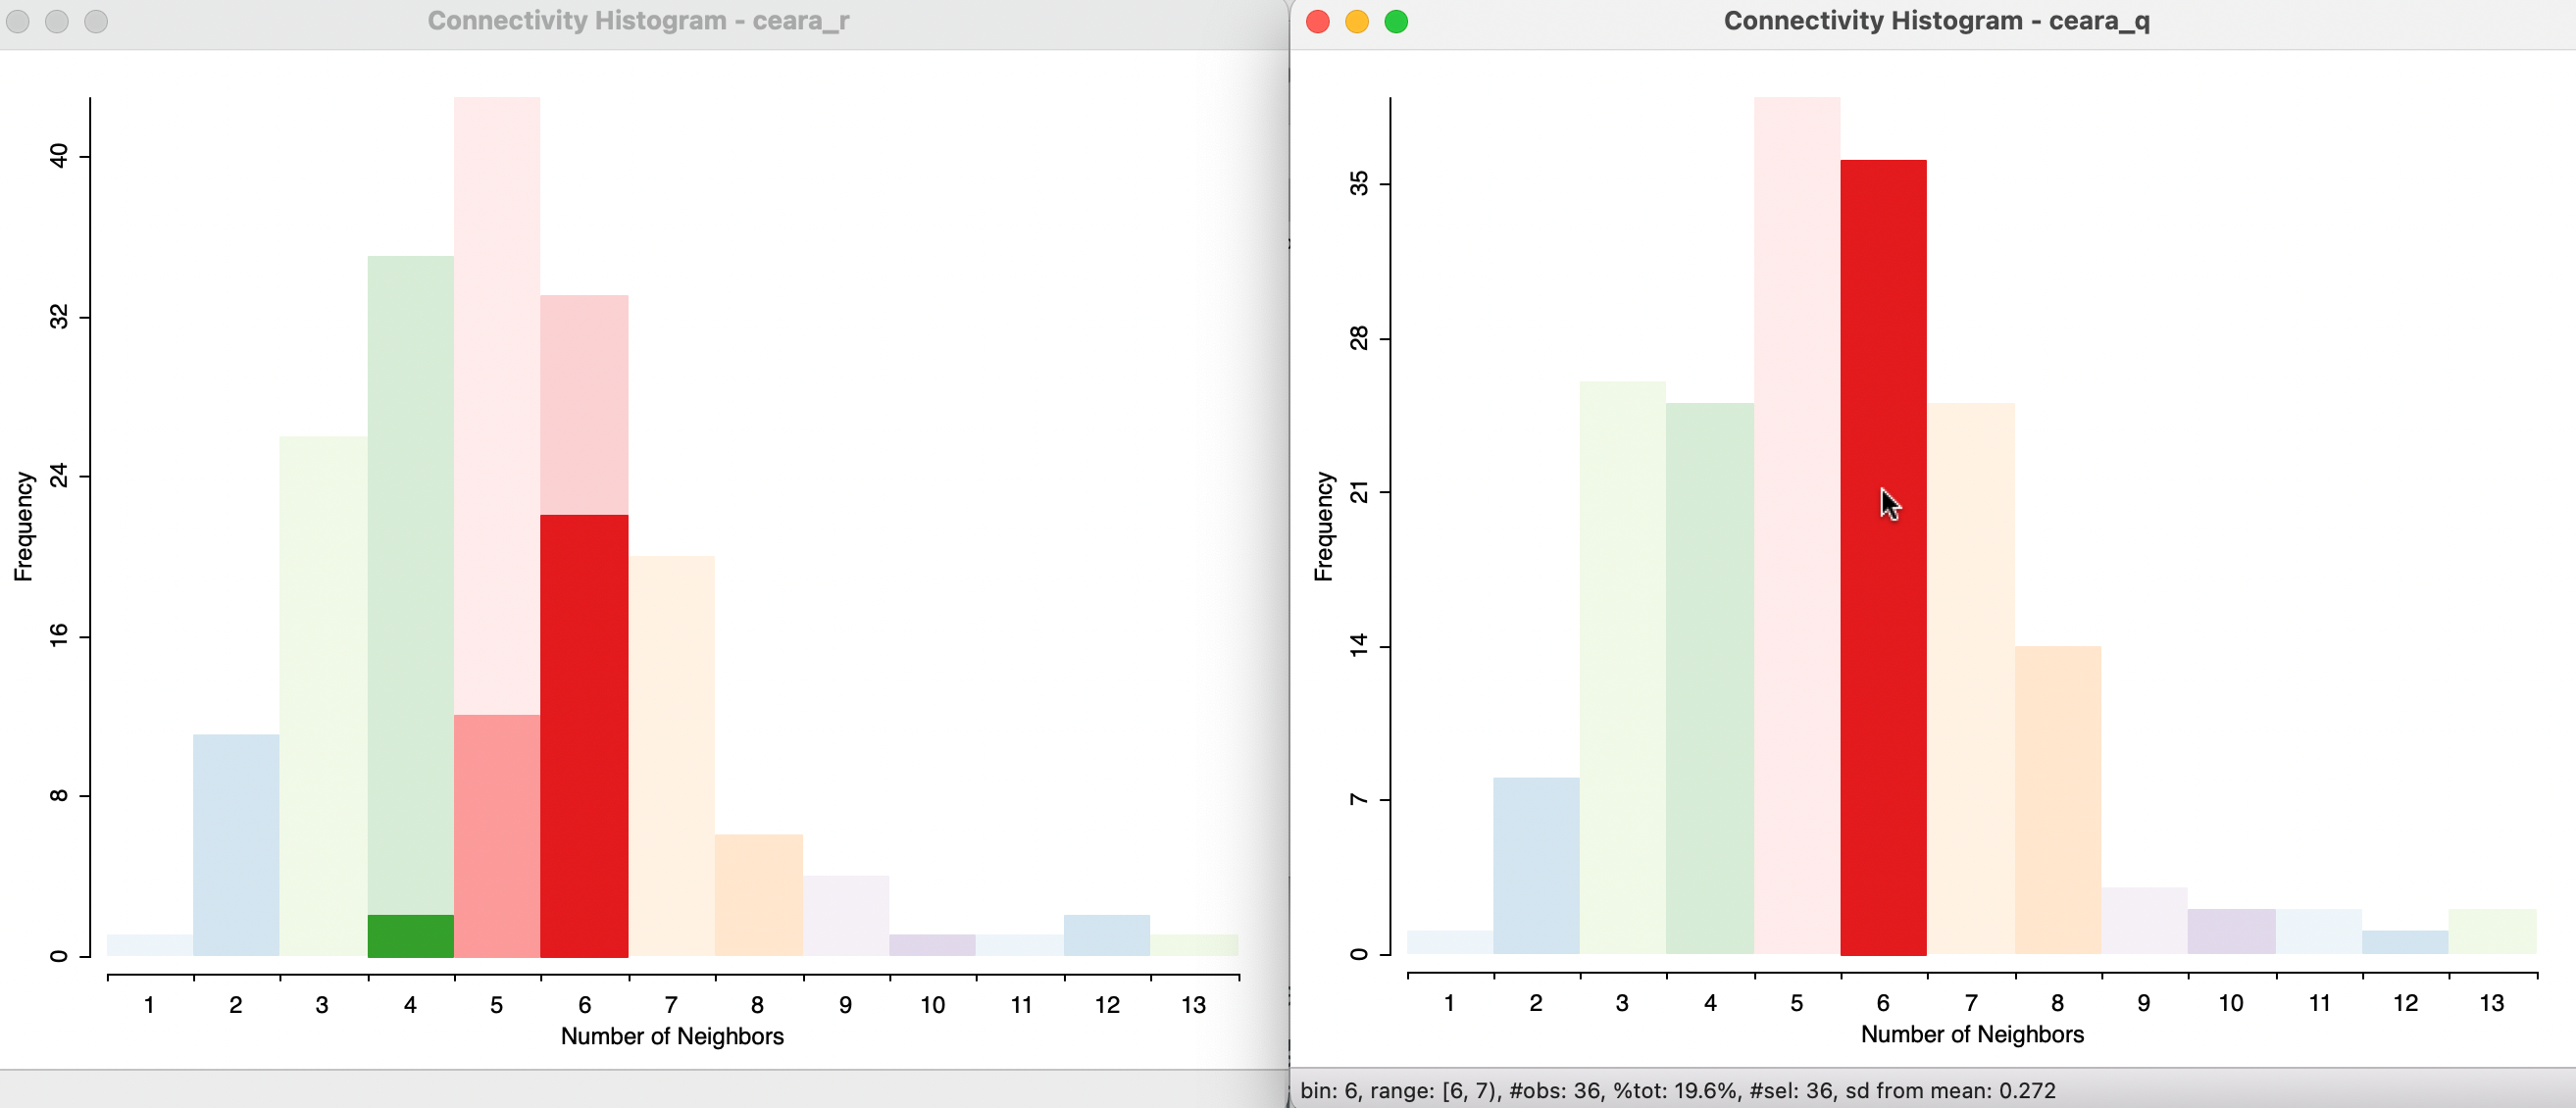 Connectivity Histogram - ceara_r
40
32
24
16
8
0
Frequency
1 2 3 4 5 6 7 8 9 10 11 12 13
Number of Neighbors
Connectivity Histogram - ceara_q
35
28
21
14
7
0
Frequency
1 2 3 4 5 6 7 8 9 10 11 12 13
Number of Neighbors
bin: 6, range: [6, 7), #obs: 36, %tot: 19.6%, #sel: 36, sd from mean: 0.272